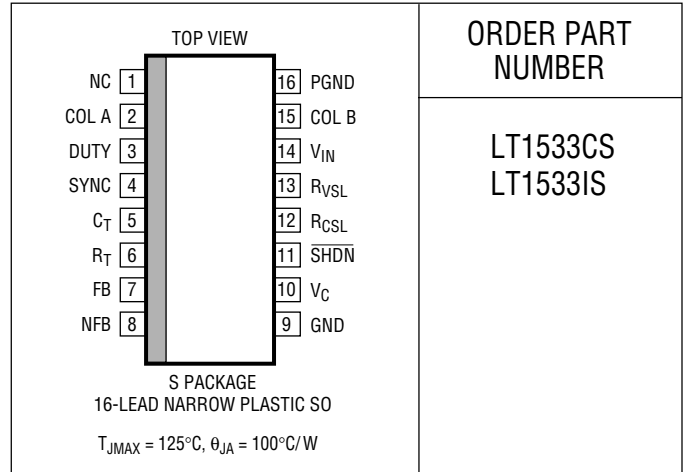 TOP VIEW
NC 1
COL A 2
DUTY 3
SYNC 4
CT 5
RT 6
FB 7
NFB 8
16 PGND
15 COL B
14 VIN
13 RVSL
12 RCSL
11 SHDN
10 VC
9 GND
S PACKAGE
16-LEAD NARROW PLASTIC SO
TJMAX = 125°C, θJA = 100°C/W
ORDER PART
NUMBER
LT1533CS
LT1533IS